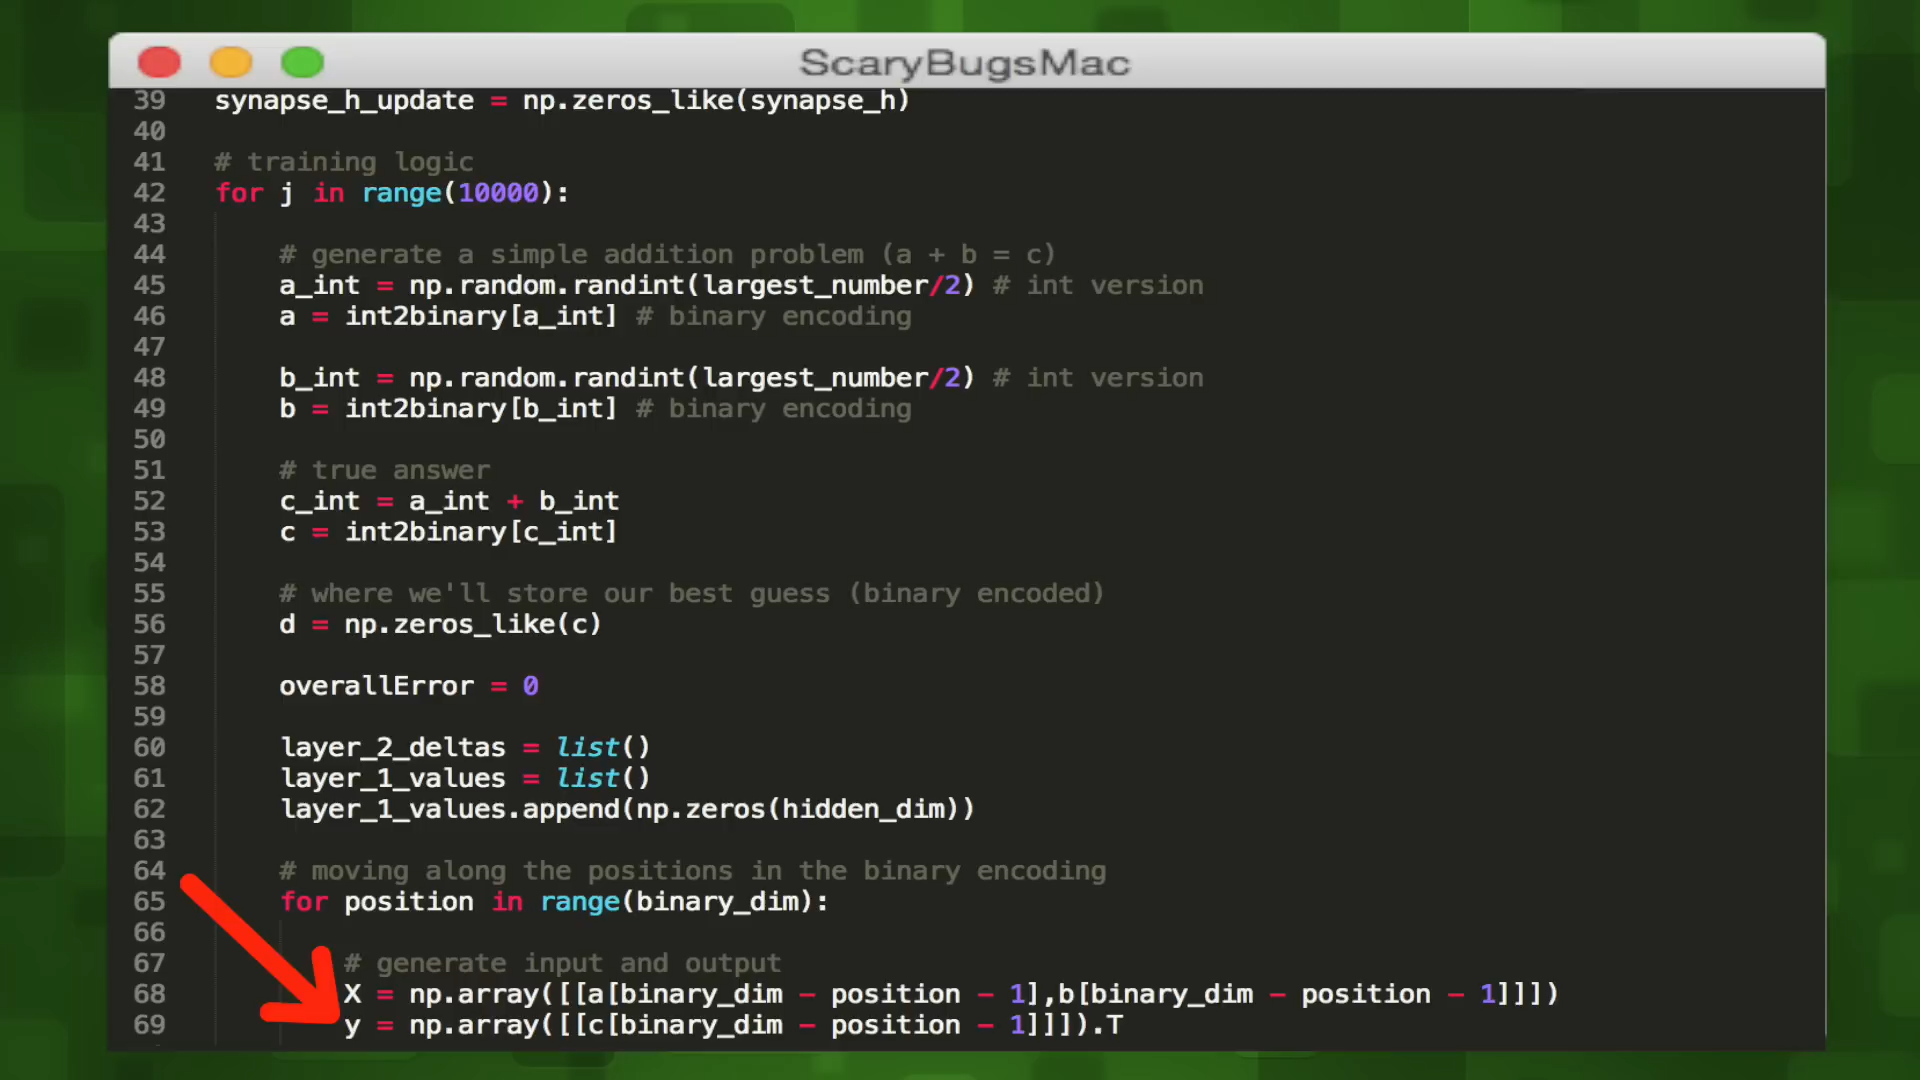 ScaryBugsMac
39 synapse_h_update = np.zeros_like(synapse_h)
40
41 # training logic
42 for j in range(10000):
43
44 # generate a simple addition problem (a + b = c)
45 a_int = np.random.randint(largest_number/2) # int version
46 a = int2binary[a_int] # binary encoding
47
48 b_int = np.random.randint(largest_number/2) # int version
49 b = int2binary[b_int] # binary encoding
50
51 # true answer
52 c_int = a_int + b_int
53 c = int2binary[c_int]
54
55 # where we'll store our best guess (binary encoded)
56 d = np.zeros_like(c)
57
58 overallError = 0
59
60 layer_2_deltas = list()
61 layer_1_values = list()
62 layer_1_values.append(np.zeros(hidden_dim))
63
64 # moving along the positions in the binary encoding
65 for position in range(binary_dim):
66
67 # generate input and output
68 X = np.array([[a[binary_dim - position - 1],b[binary_dim - position - 1]]])
69 y = np.array([[c[binary_dim - position - 1]]]).T